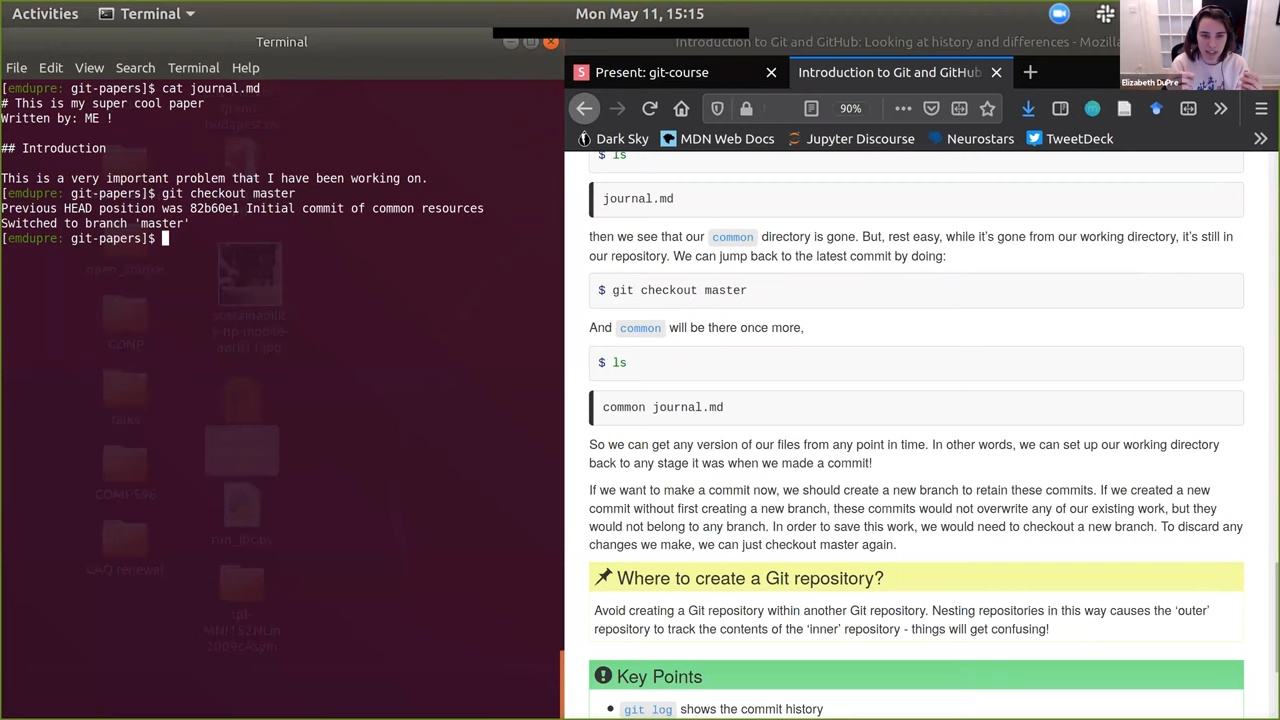 Activities
Terminal
Mon May 11, 15:15
Terminal
Introduction to Git and GitHub: Looking at history and differences - Mozilla
File Edit View Search Terminal Help
[emdupre: git-papers]$ cat journal.md
# This is my super cool paper
Written by: ME !
## Introduction
This is a very important problem that I have been working on.
[emdupre: git-papers]$ git checkout master
Previous HEAD position was 82b60e1 Initial commit of common resources
Switched to branch 'master'
[emdupre: git-papers]$
CONP
COMP596
CAQ renewal
Elizabeth DuPre
Present: git-course
Introduction to Git and GitHub
90%
Dark Sky
MDN Web Docs
Jupyter Discourse
Neurostars
TweetDeck
$ ls
journal.md
then we see that our common directory is gone. But, rest easy, while it's gone from our working directory, it's still in
our repository. We can jump back to the latest commit by doing:
$ git checkout master
And common will be there once more,
$ ls
common journal.md
So we can get any version of our files from any point in time. In other words, we can set up our working directory
back to any stage it was when we made a commit!
If we want to make a commit now, we should create a new branch to retain these commits. If we created a new
commit without first creating a new branch, these commits would not overwrite any of our existing work, but they
would not belong to any branch. In order to save this work, we would need to checkout a new branch. To discard any
changes we make, we can just checkout master again.
Where to create a Git repository?
Avoid creating a Git repository within another Git repository. Nesting repositories in this way causes the 'outer'
repository to track the contents of the 'inner' repository - things will get confusing!
Key Points
git log shows the commit history